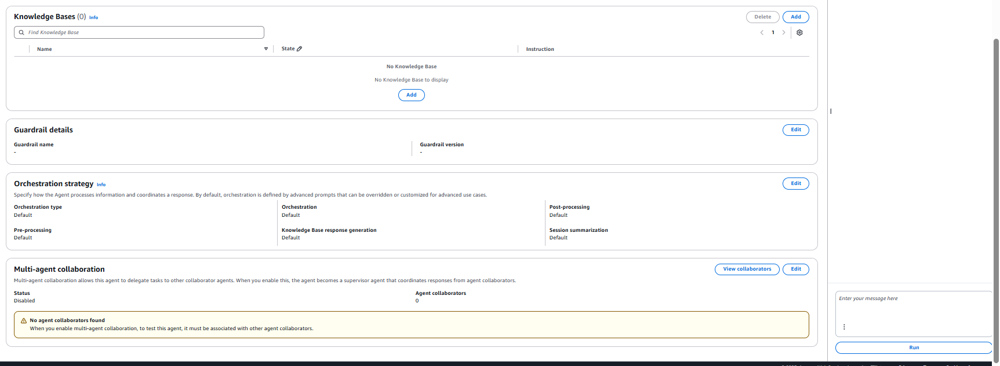 Knowledge Bases (0) Info
Delete
Add
Find Knowledge Base
1
Name
State
Instruction
No Knowledge Base
No Knowledge Base to display
Add
Guardrail details
Edit
Guardrail name
-
Guardrail version
-
Orchestration strategy Info
Edit
Specify how the Agent processes information and coordinates a response. By default, orchestration is defined by advanced prompts that can be overridden or customized for advanced use cases.
Orchestration type
Default
Orchestration
Default
Post-processing
Default
Pre-processing
Default
Knowledge Base response generation
Default
Session summarization
Default
Multi-agent collaboration
View collaborators
Edit
Multi-agent collaboration allows this agent to delegate tasks to other collaborator agents. When you enable this, the agent becomes a supervisor agent that coordinates responses from agent collaborators.
Status
Disabled
Agent collaborators
0
No agent collaborators found
When you enable multi-agent collaboration, to test this agent, it must be associated with other agent collaborators.
Enter your message here
Run